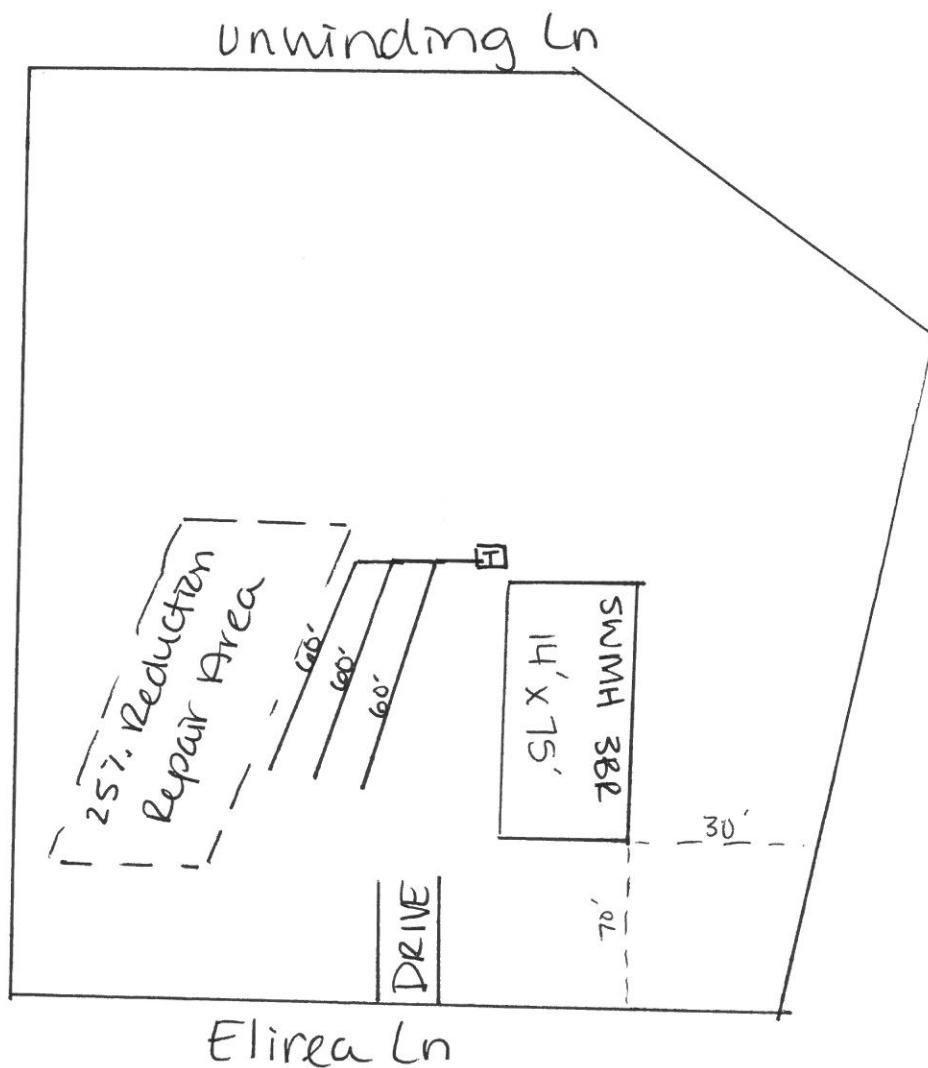 Unwinding Ln
25%. Reduction
Repair Area
60'
60'
60'
T
SWMH 3BR
14' X 75'
30'
70'
DRIVE
Elirea Ln